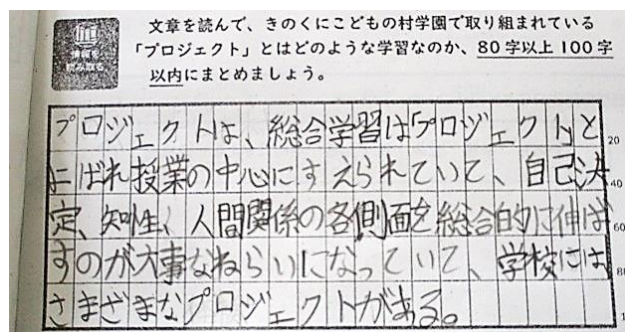 文章を読んで、きのくにこどもの村学園で取り組まれている
「プロジェクト」とはどのような学習なのか、80字以上100字
以内にまとめましょう。
プロジェクトは、総合学習は「プロジェクト」と
20
よばれ授業の中心にすえられていて、自己決
40
定、知性、人間関係の各側面を総合的に伸ば
60
すのが大事なねらいになっていて、学校には
80
さまざまなプロジェクトがある。